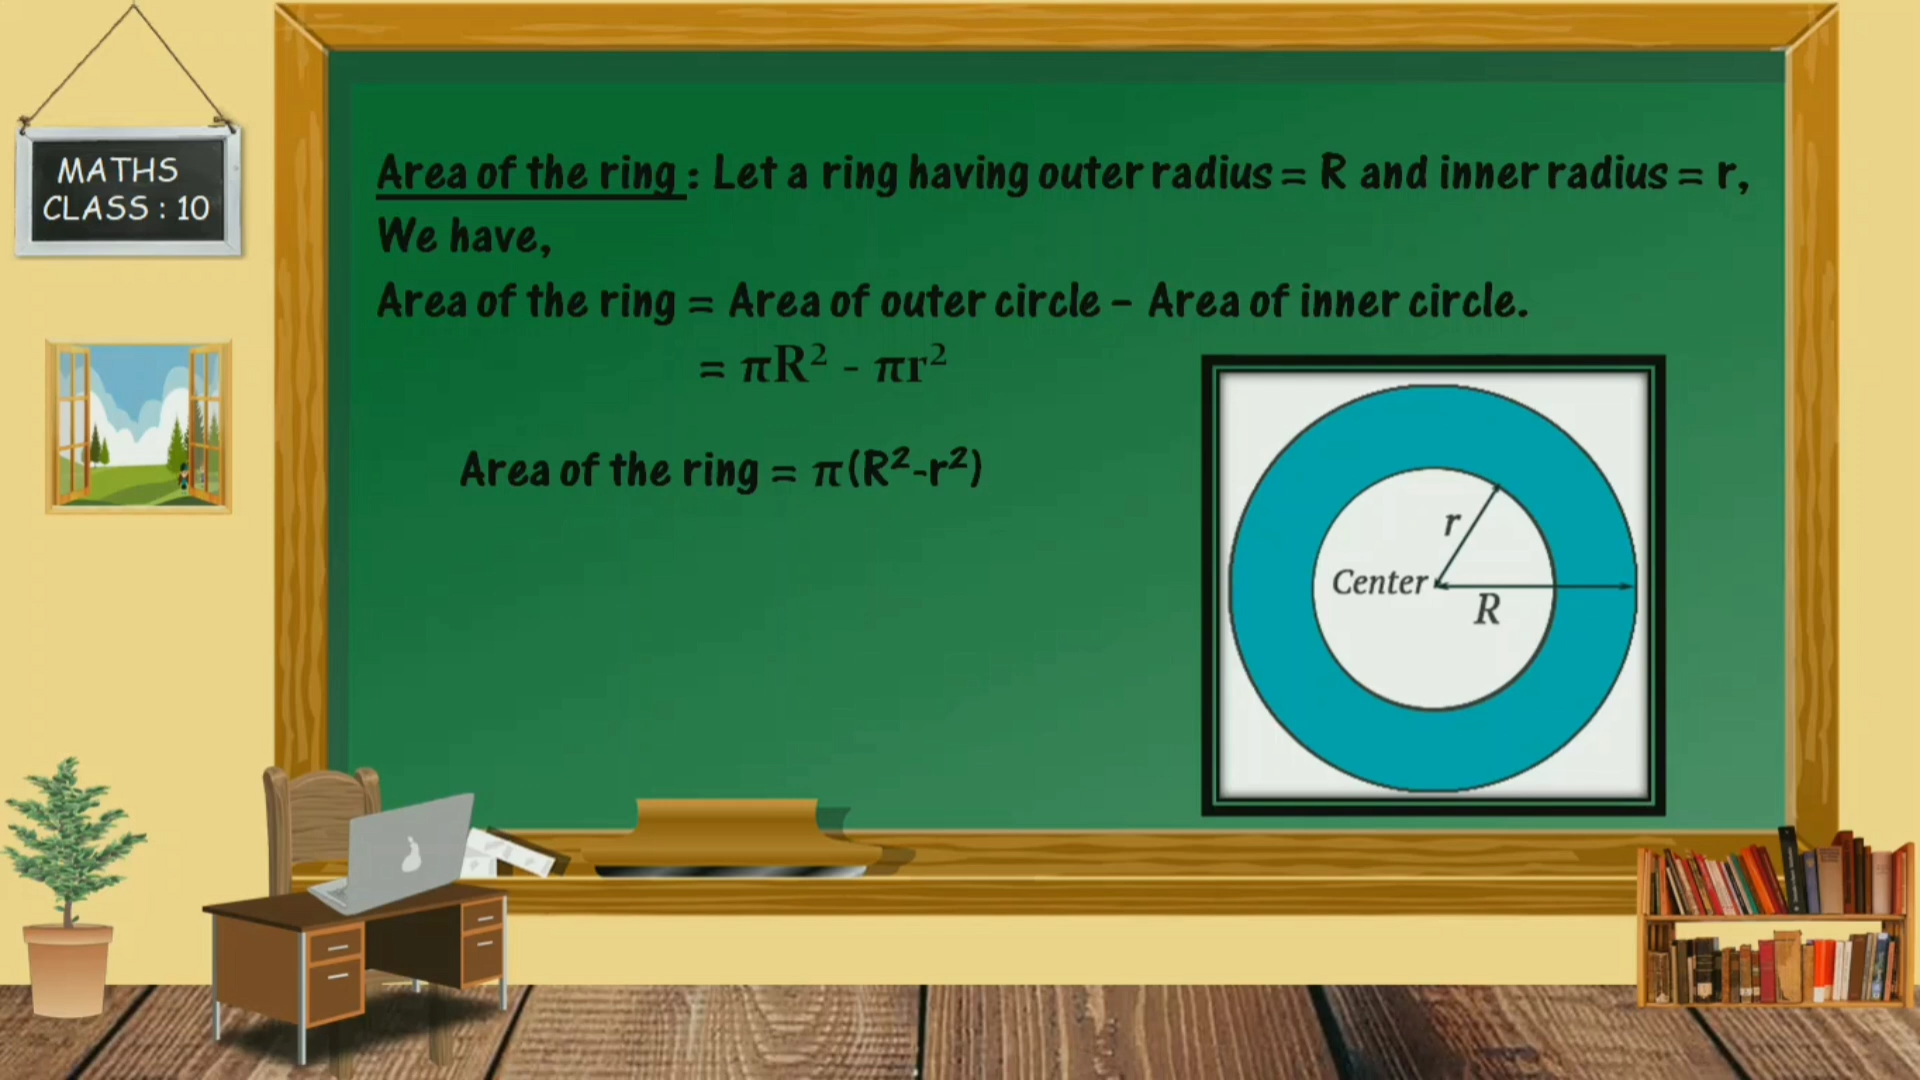 MATHS
CLASS : 10
Area of the ring : Let a ring having outer radius = R and inner radius = r,
We have,
Area of the ring = Area of outer circle – Area of inner circle.
= πR² - πr²
Area of the ring = π(R²-r²)
r
Center
R